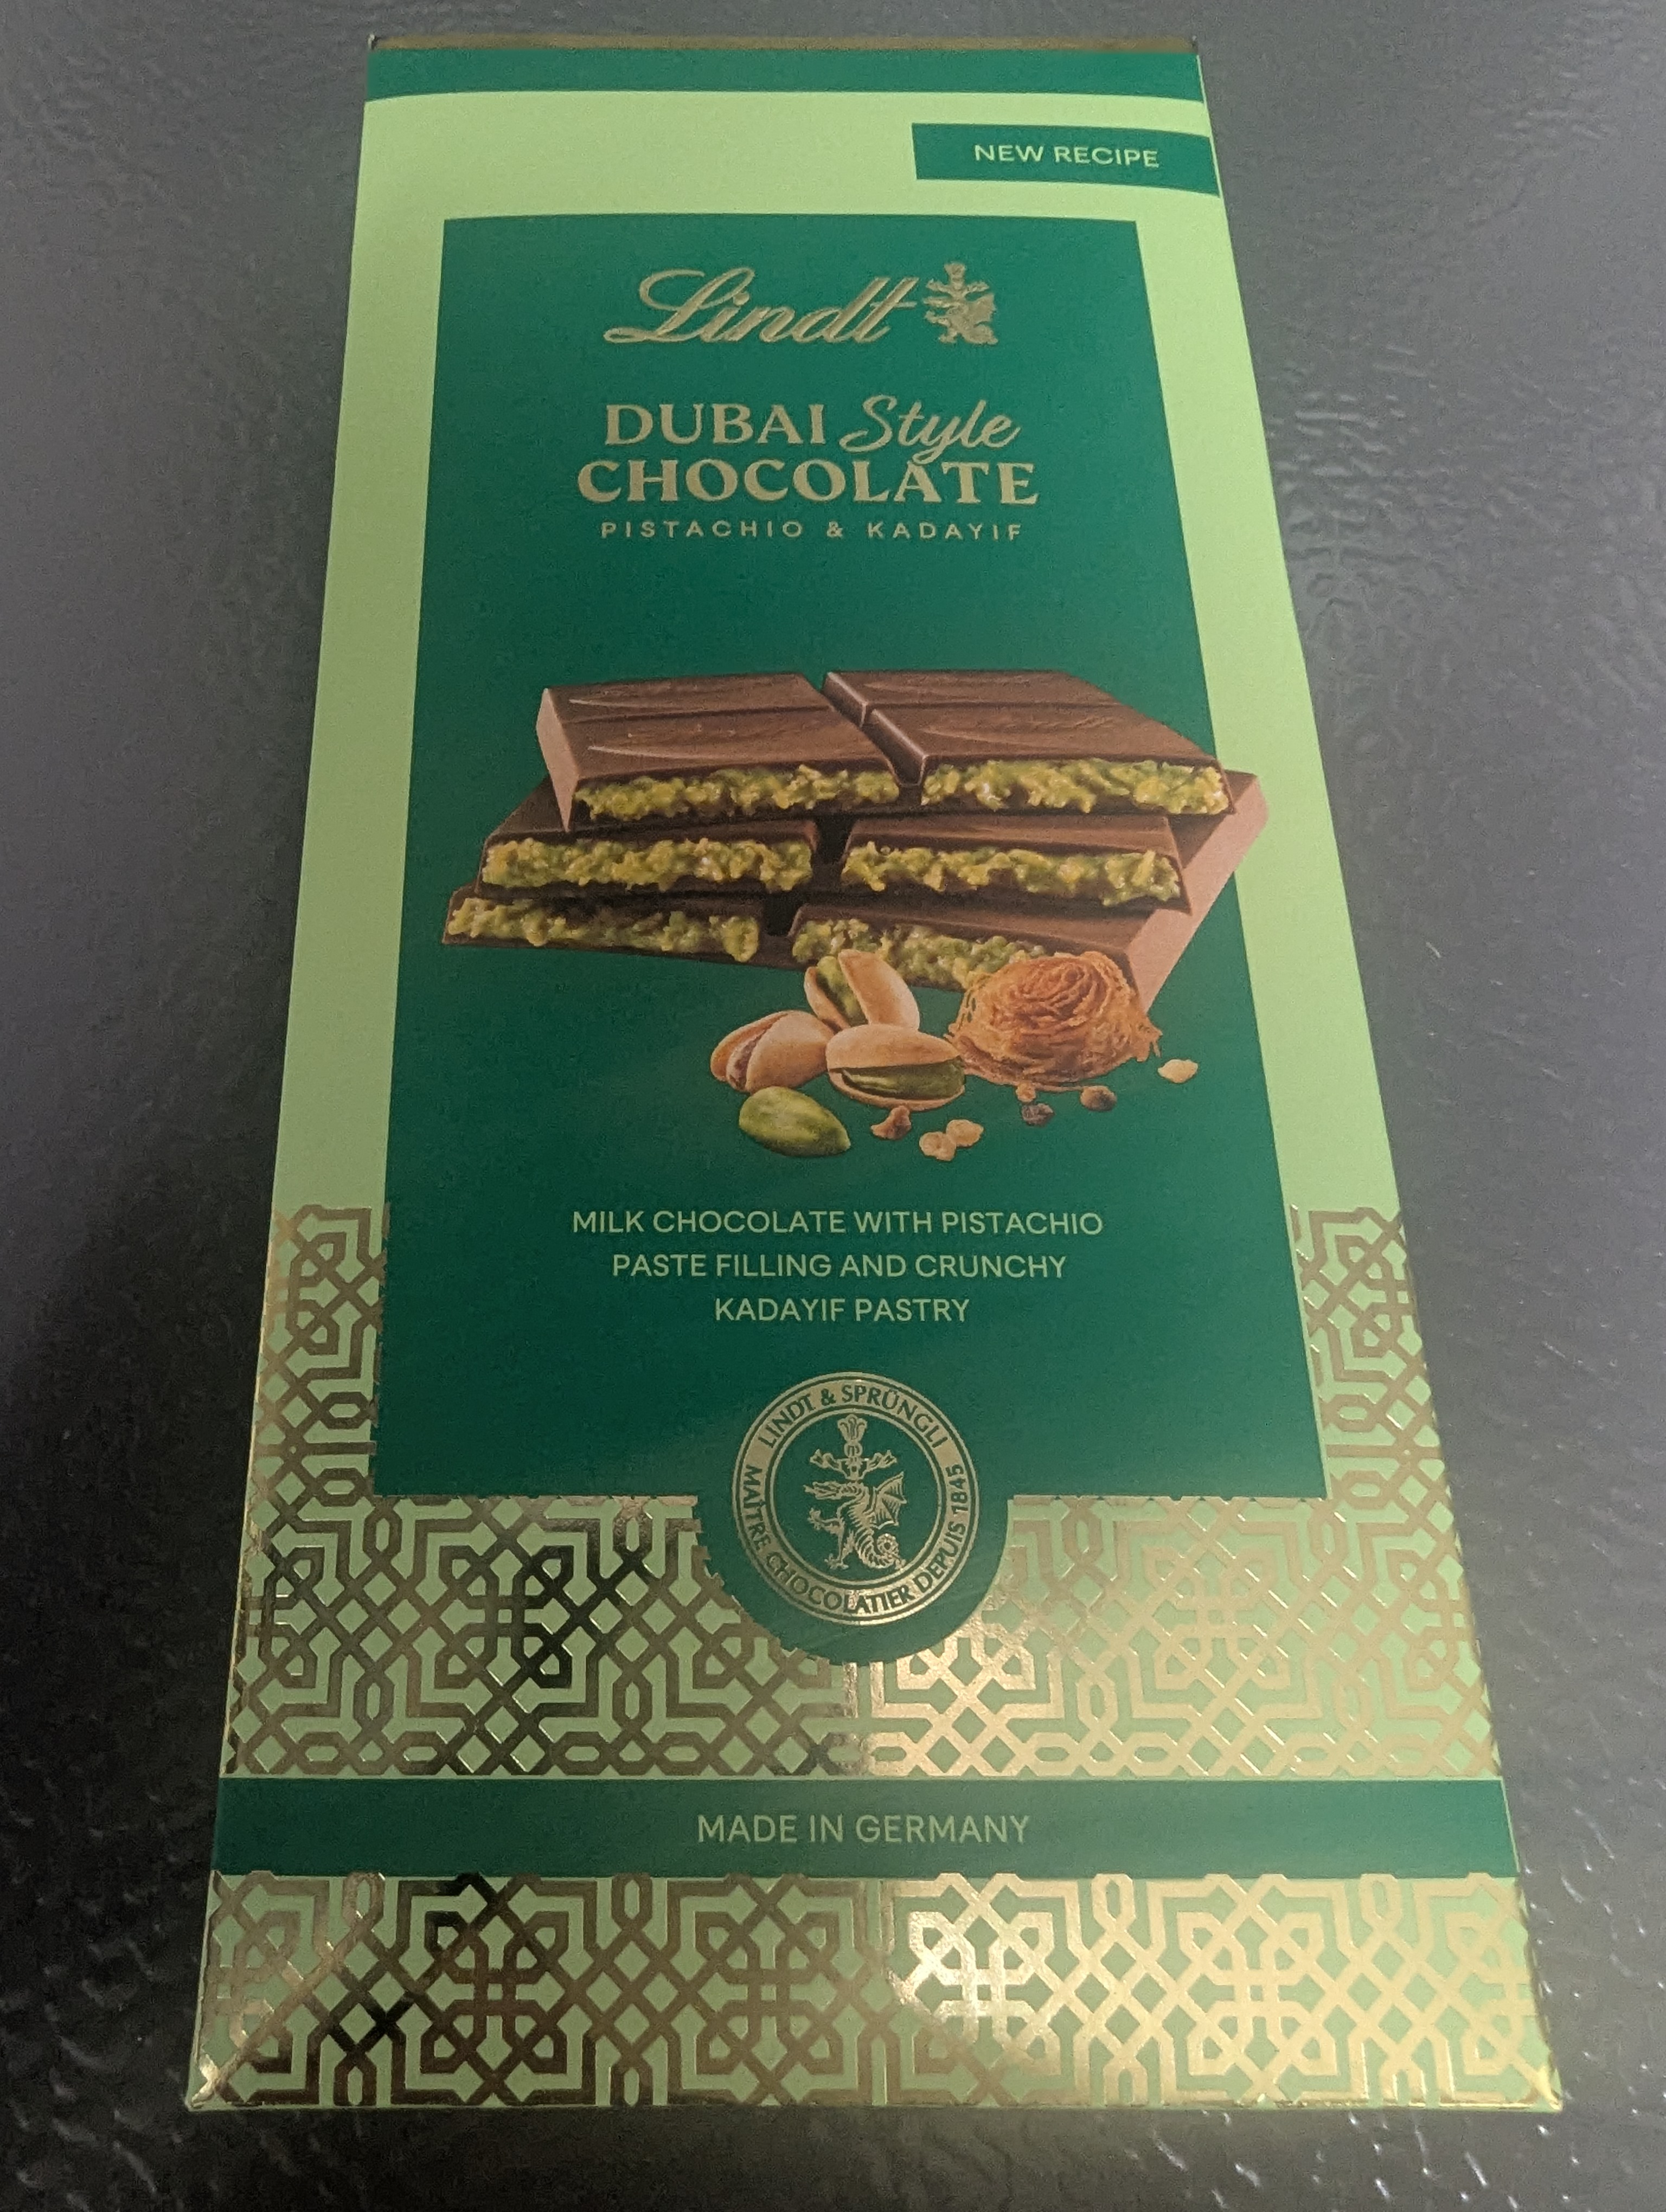 NEW RECIPE
Lindt
DUBAI Style
CHOCOLATE
PISTACHIO & KADAYIF
MILK CHOCOLATE WITH PISTACHIO
PASTE FILLING AND CRUNCHY
KADAYIF PASTRY
LINDT & SPRÜNGLI
MAÎTRE CHOCOLATIER DEPUIS 1845
MADE IN GERMANY